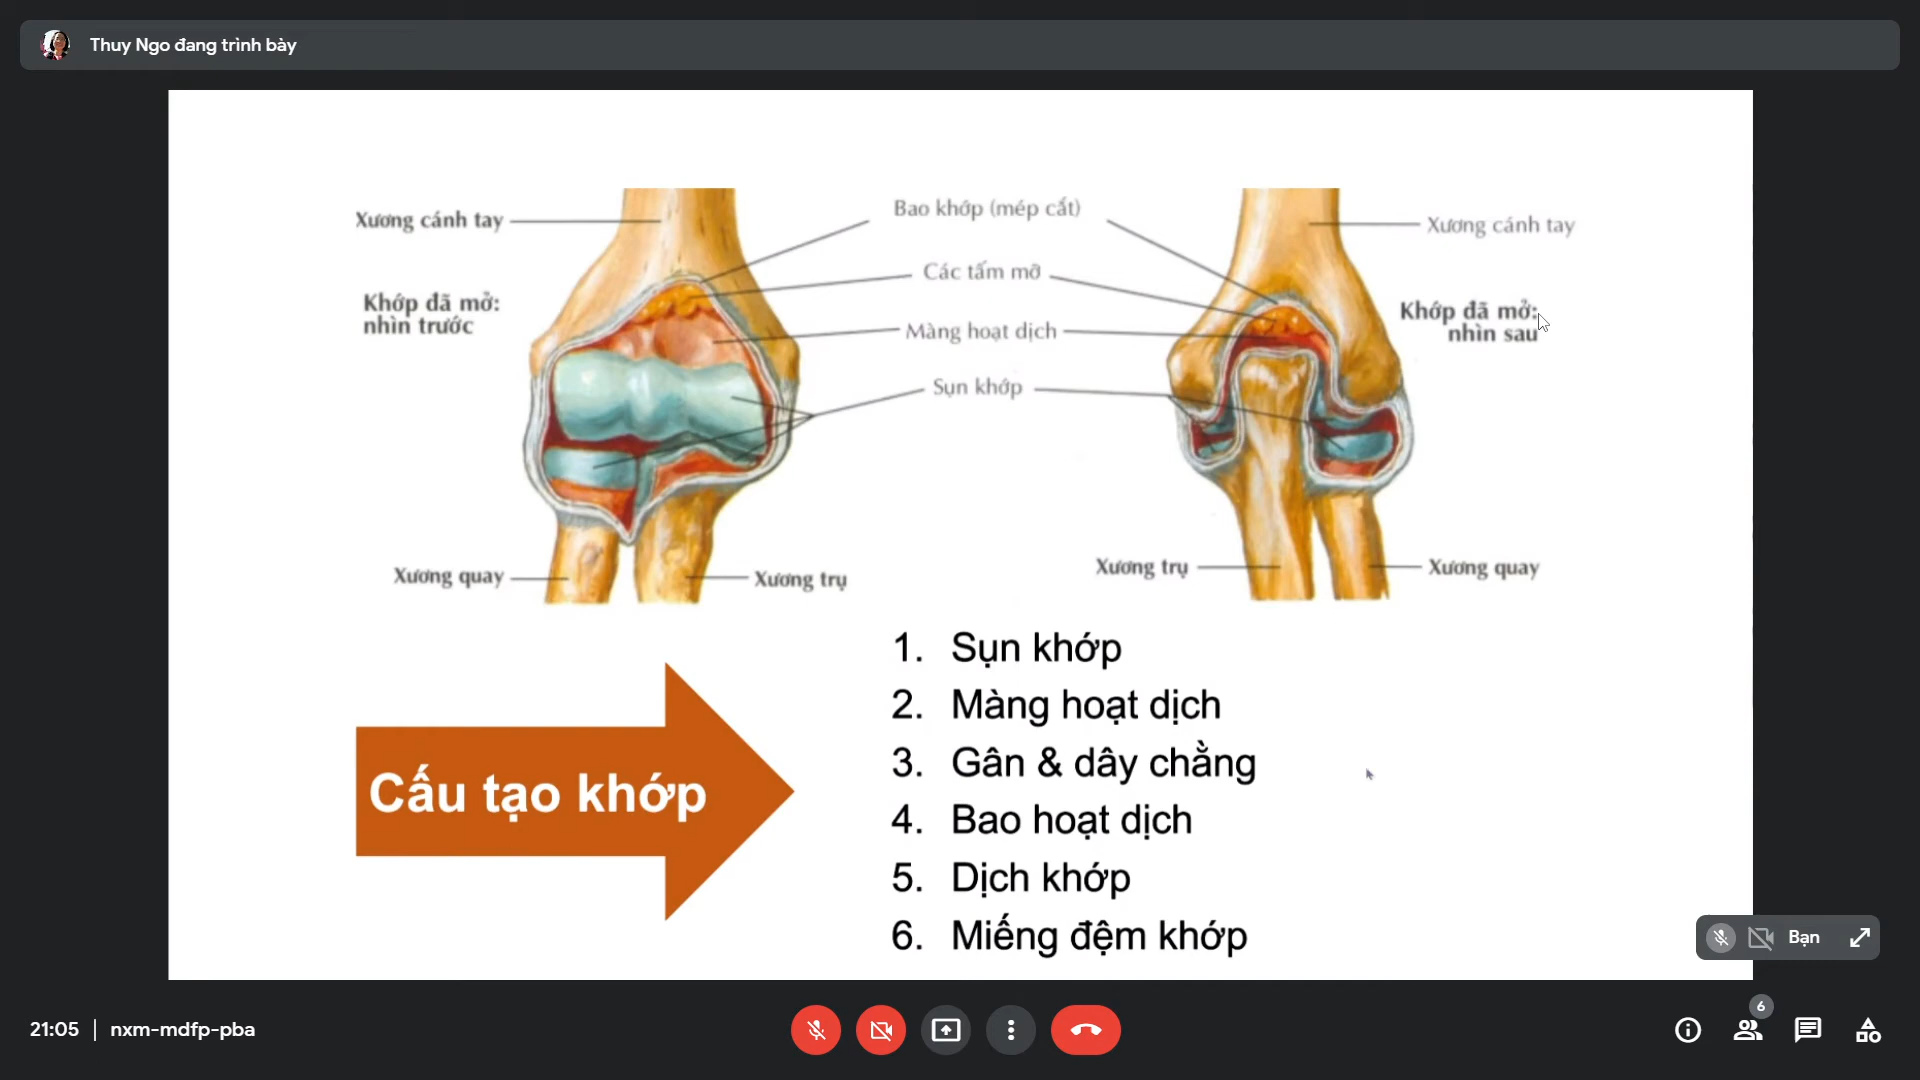 Thuy Ngo đang trình bày
Xương cánh tay
Bao khớp (mép cắt)
Xương cánh tay
Các tấm mỡ
Khớp đã mở:
nhìn trước
Khớp đã mở:
nhìn sau
Màng hoạt dịch
Sụn khớp
Xương quay
Xương trụ
Xương trụ
Xương quay
Cấu tạo khớp
1. Sụn khớp
2. Màng hoạt dịch
3. Gân & dây chằng
4. Bao hoạt dịch
5. Dịch khớp
6. Miếng đệm khớp
Bạn
21:05 | nxm-mdfp-pba
6